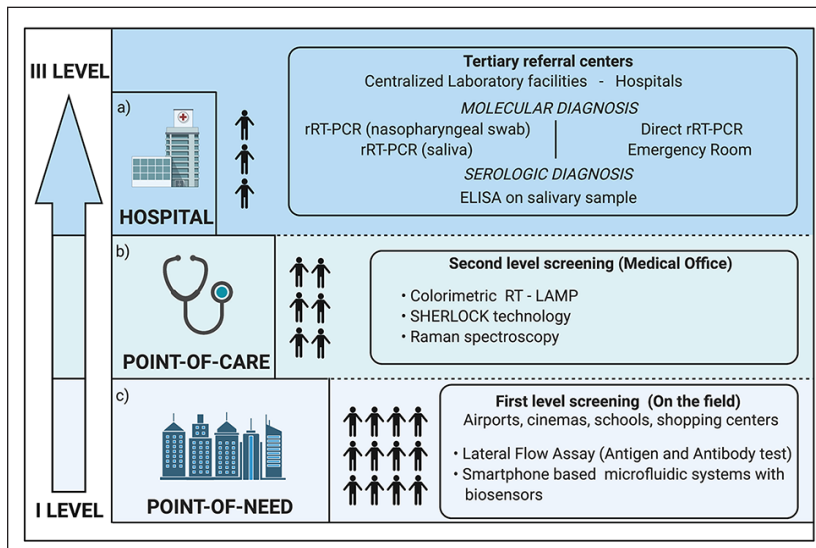 III LEVEL
a)
HOSPITAL
Tertiary referral centers
Centralized Laboratory facilities - Hospitals
MOLECULAR DIAGNOSIS
rRT-PCR (nasopharyngeal swab)
rRT-PCR (saliva)
Direct rRT-PCR
Emergency Room
SEROLOGIC DIAGNOSIS
ELISA on salivary sample
b)
POINT-OF-CARE
Second level screening (Medical Office)
• Colorimetric RT - LAMP
• SHERLOCK technology
• Raman spectroscopy
c)
POINT-OF-NEED
First level screening (On the field)
Airports, cinemas, schools, shopping centers
• Lateral Flow Assay (Antigen and Antibody test)
• Smartphone based microfluidic systems with
biosensors
I LEVEL